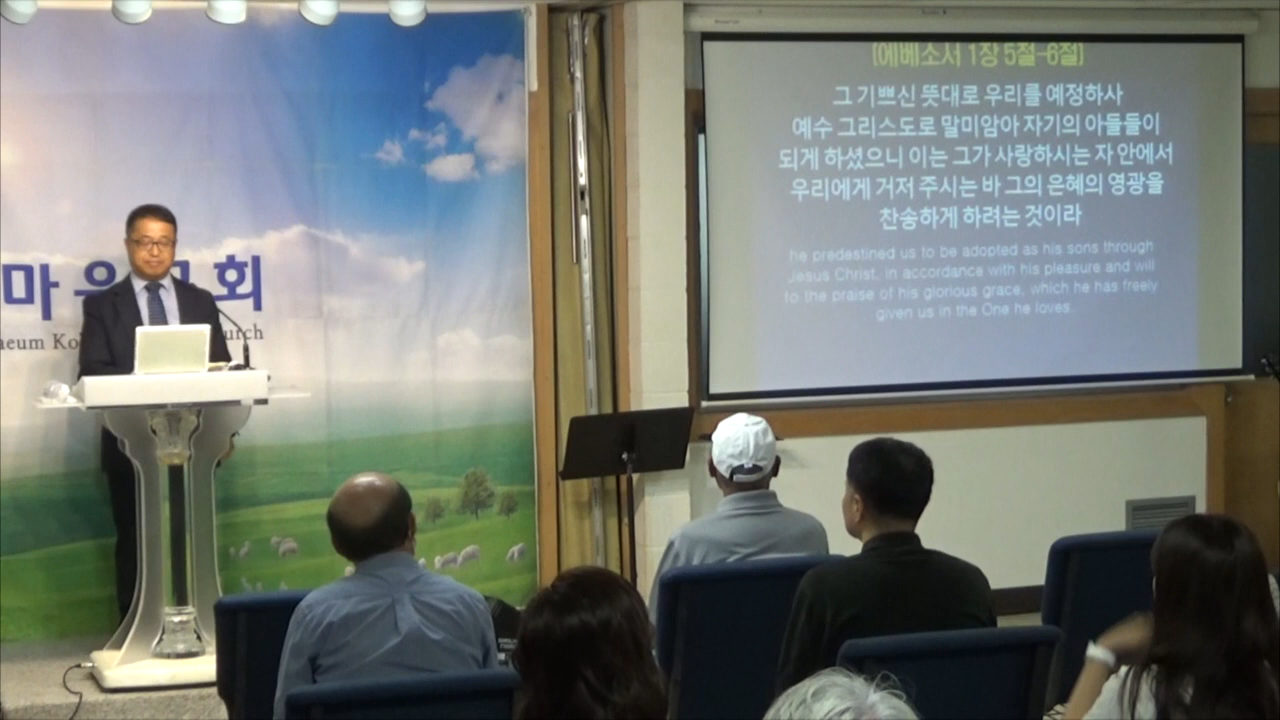 마 회
aeum Ko urch
[에베소서 1장 5절-6절]
그 기쁘신 뜻대로 우리를 예정하사
예수 그리스도로 말미암아 자기의 아들들이
되게 하셨으니 이는 그가 사랑하시는 자 안에서
우리에게 거저 주시는 바 그의 은혜의 영광을
찬송하게 하려는 것이라
he predestined us to be adopted as his sons through
Jesus Christ, in accordance with his pleasure and will
to the praise of his glorious grace, which he has freely
given us in the One he loves.